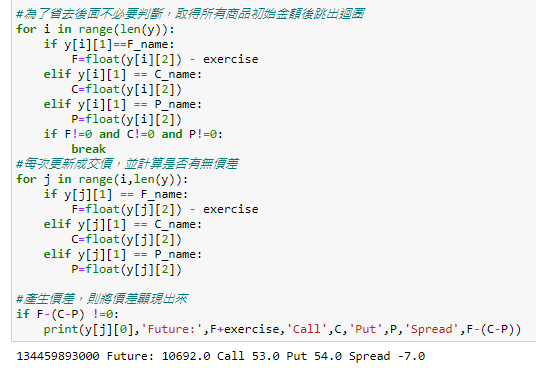 #為了省去後面不必要判斷，取得所有商品初始金額後跳出迴圈
for i in range(len(y)):
    if y[i][1]==F_name:
        F=float(y[i][2]) - exercise
    elif y[i][1] == C_name:
        C=float(y[i][2])
    elif y[i][1] == P_name:
        P=float(y[i][2])
    if F!=0 and C!=0 and P!=0:
        break
#每次更新成交價，並計算是否有無價差
for j in range(i,len(y)):
    if y[j][1] == F_name:
        F=float(y[j][2]) - exercise
    elif y[j][1] == C_name:
        C=float(y[j][2])
    elif y[j][1] == P_name:
        P=float(y[j][2])
#產生價差，則將價差顯現出來
if F-(C-P) !=0:
    print(y[j][0],'Future:',F+exercise,'Call',C,'Put',P,'Spread',F-(C-P))
134459893000 Future: 10692.0 Call 53.0 Put 54.0 Spread -7.0